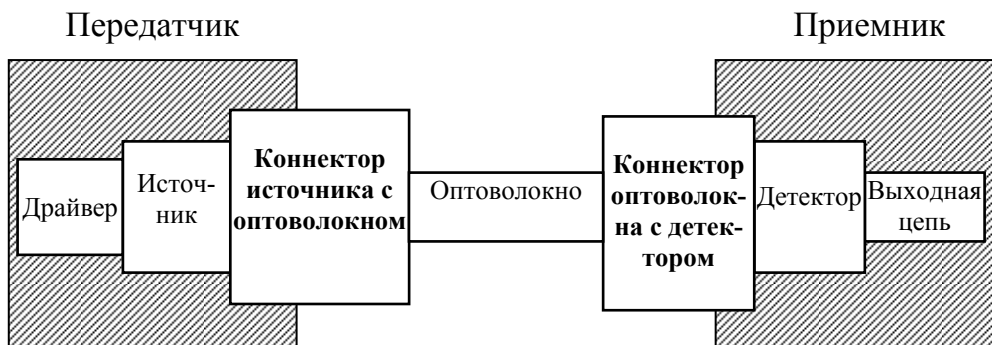 Передатчик
Приемник
Драйвер
Источ-
ник
Коннектор
источника с
оптоволокном
Оптоволокно
Коннектор
оптоволок-
на с детек-
тором
Детектор
Выходная
цепь